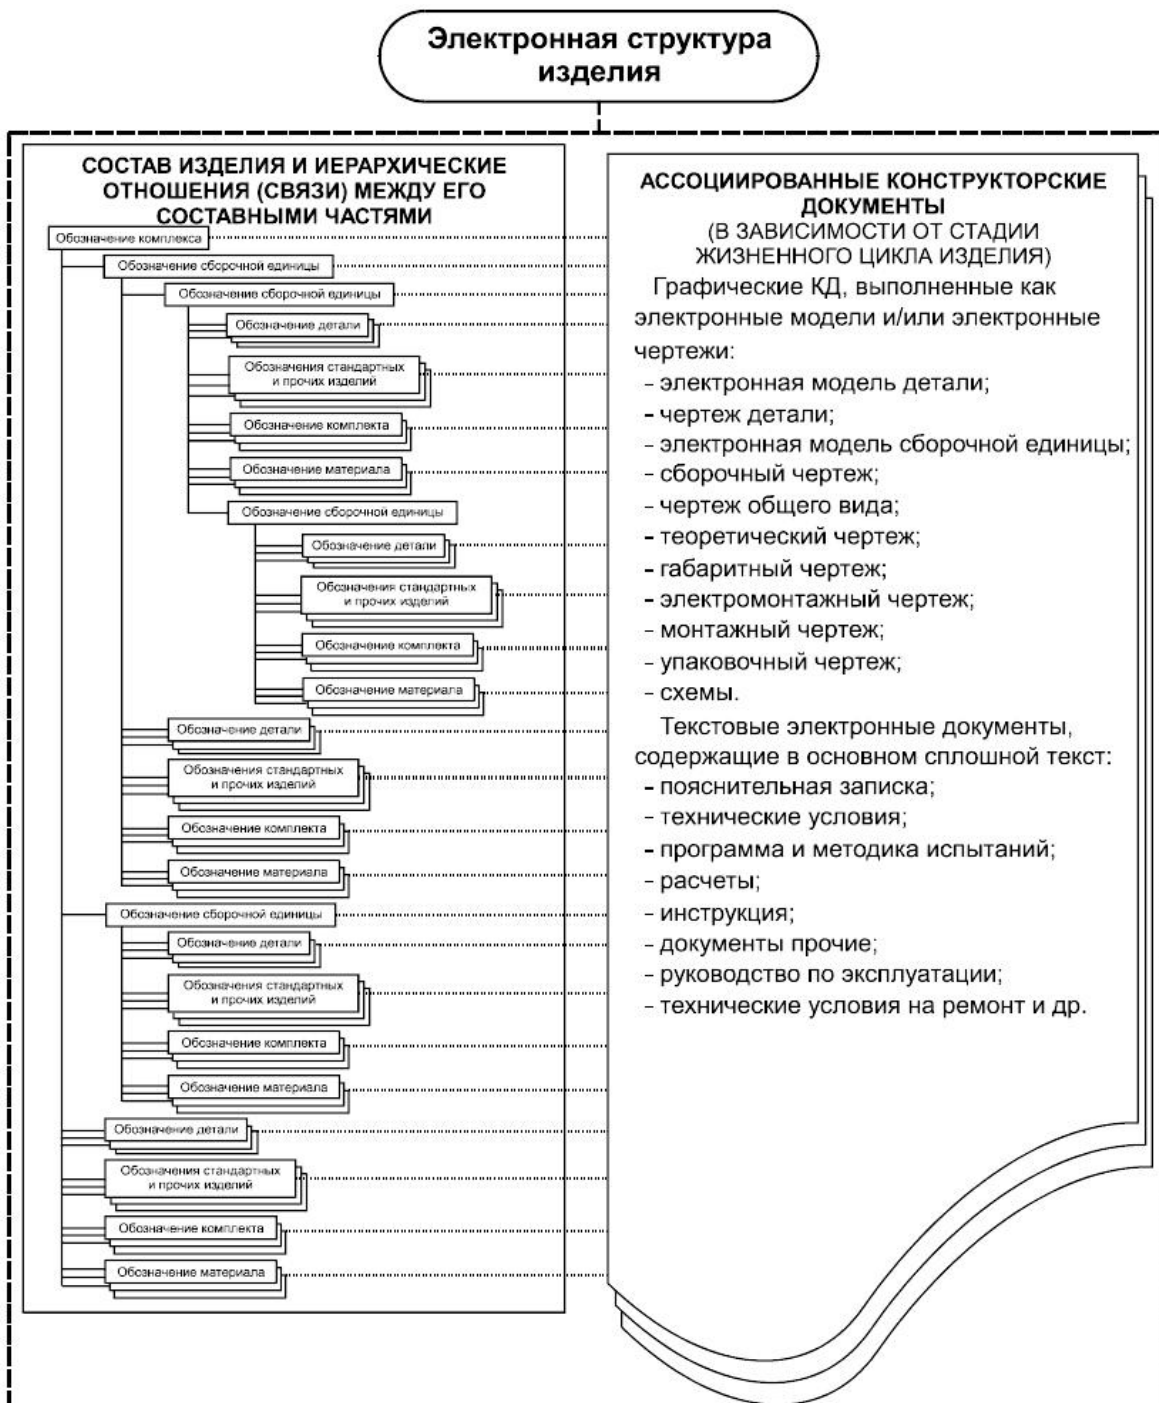 Электронная структура
изделия
СОСТАВ ИЗДЕЛИЯ И ИЕРАРХИЧЕСКИЕ
ОТНОШЕНИЯ (СВЯЗИ) МЕЖДУ ЕГО
СОСТАВНЫМИ ЧАСТЯМИ
Обозначение комплекса
Обозначение сборочной единицы
Обозначение сборочной единицы
Обозначение детали
Обозначения стандартных
и прочих изделий
Обозначение комплекта
Обозначение материала
Обозначение сборочной единицы
Обозначение детали
Обозначения стандартных
и прочих изделий
Обозначение комплекта
Обозначение материала
Обозначение детали
Обозначения стандартных
и прочих изделий
Обозначение комплекта
Обозначение материала
Обозначение сборочной единицы
Обозначение детали
Обозначения стандартных
и прочих изделий
Обозначение комплекта
Обозначение материала
Обозначение детали
Обозначения стандартных
и прочих изделий
Обозначение комплекта
Обозначение материала
АССОЦИИРОВАННЫЕ КОНСТРУКТОРСКИЕ
ДОКУМЕНТЫ
(В ЗАВИСИМОСТИ ОТ СТАДИИ
ЖИЗНЕННОГО ЦИКЛА ИЗДЕЛИЯ)
Графические КД, выполненные как
электронные модели и/или электронные
чертежи:
- электронная модель детали;
- чертеж детали;
- электронная модель сборочной единицы;
- сборочный чертеж;
- чертеж общего вида;
- теоретический чертеж;
- габаритный чертеж;
- электромонтажный чертеж;
- монтажный чертеж;
- упаковочный чертеж;
- схемы.
Текстовые электронные документы,
содержащие в основном сплошной текст:
- пояснительная записка;
- технические условия;
- программа и методика испытаний;
- расчеты;
- инструкция;
- документы прочие;
- руководство по эксплуатации;
- технические условия на ремонт и др.